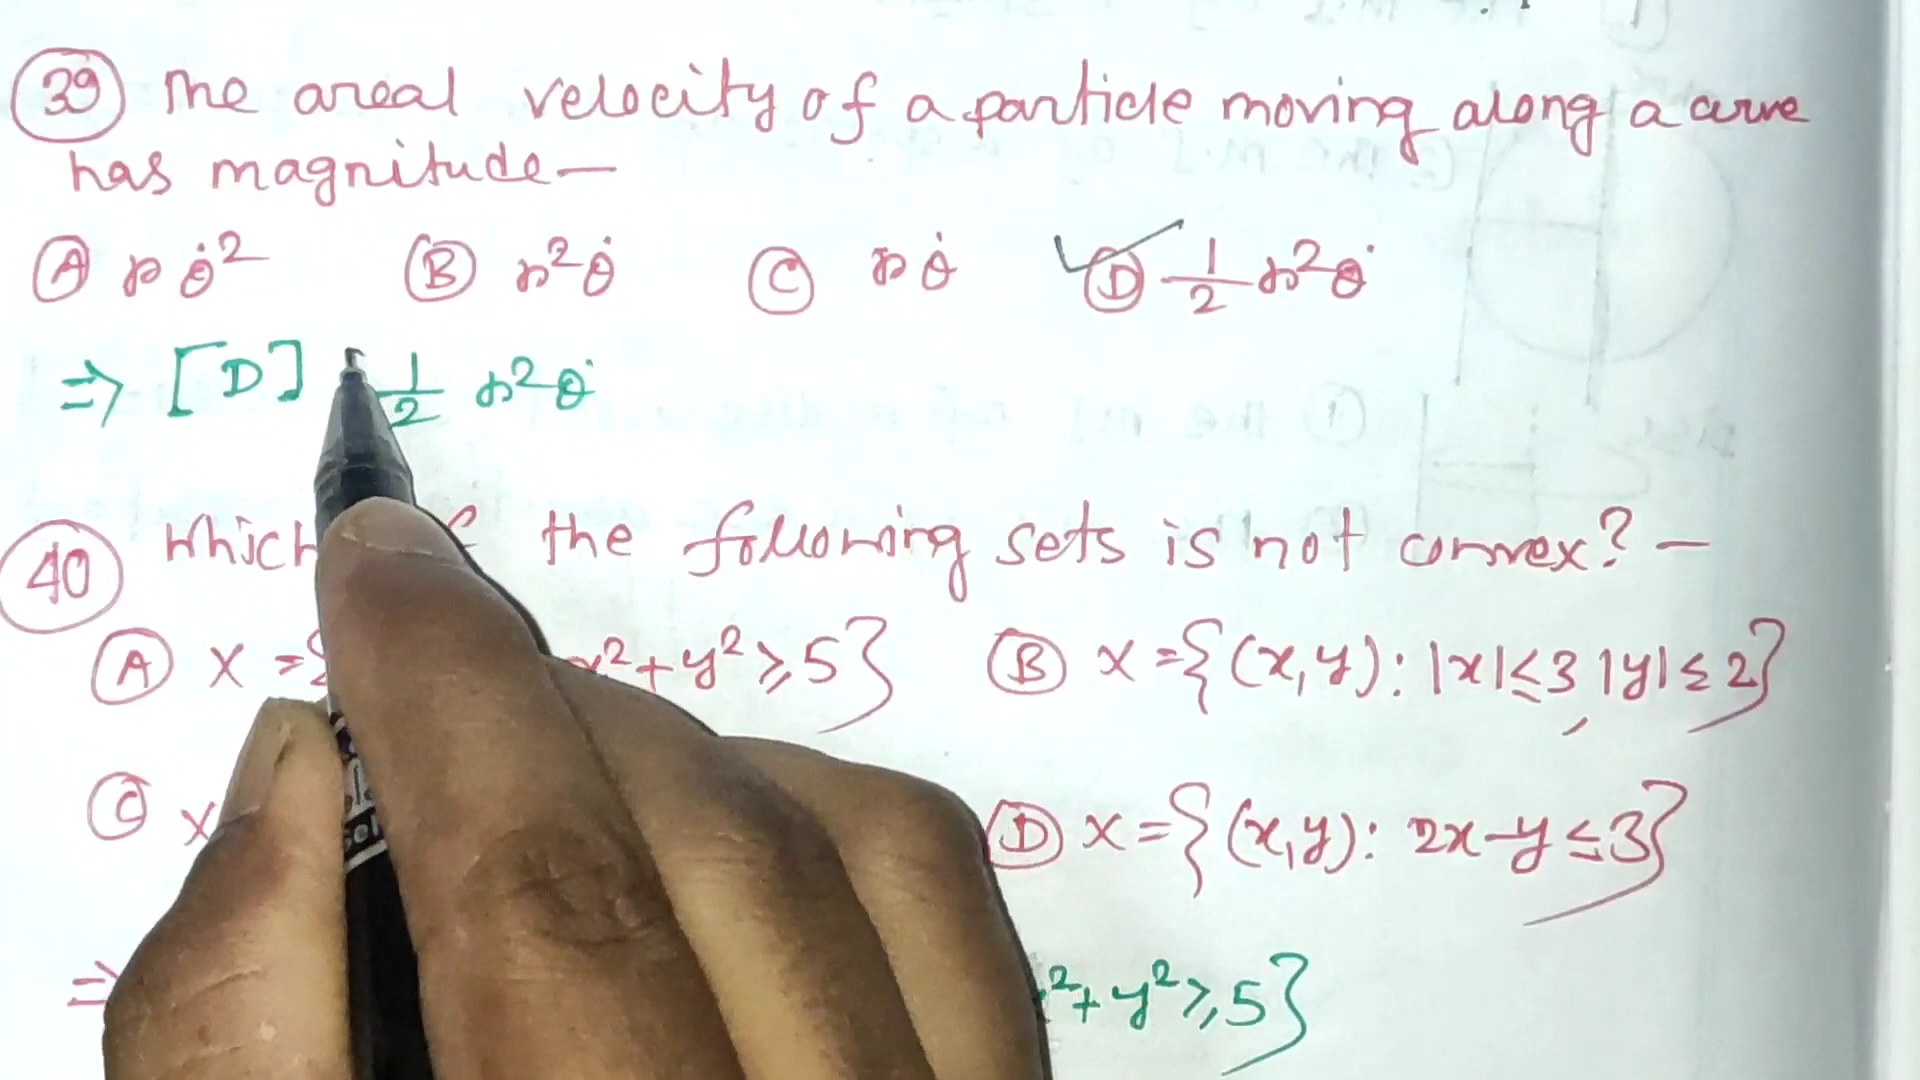 39 The areal velocity of a particle moving along a curve
has magnitude—
Ⓐ rθ̇² Ⓑ r²θ̇ Ⓒ rθ̇ Ⓓ 1/2 r²θ̇
⇒ [D] 1/2 r²θ̇
40 Which of the following sets is not convex? —
Ⓐ X = { x²+y² ≥ 5} Ⓑ X = {(x,y): |x| ≤ 3, |y| ≤ 2}
Ⓒ X Ⓓ X = {(x,y): 2x-y ≤ 3}
⇒ x²+y² ≥ 5}